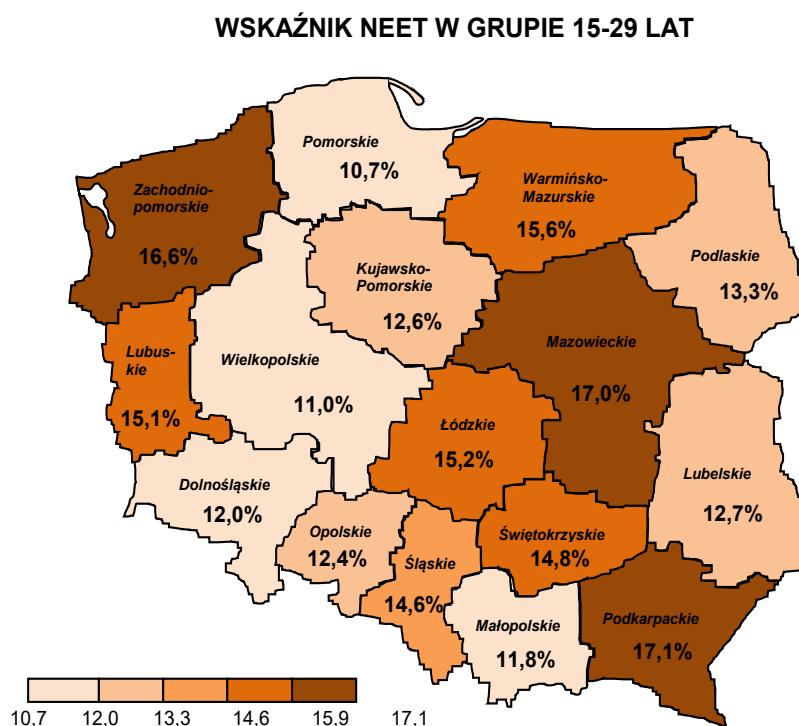 WSKAŹNIK NEET W GRUPIE 15-29 LAT
Pomorskie
10,7%
Zachodnio-
pomorskie
16,6%
Warmińsko-
Mazurskie
15,6%
Podlaskie
13,3%
Kujawsko-
Pomorskie
12,6%
Lubus-
kie
15,1%
Wielkopolskie
11,0%
Mazowieckie
17,0%
Łódzkie
15,2%
Lubelskie
12,7%
Dolnośląskie
12,0%
Opolskie
12,4%
Śląskie
14,6%
Świętokrzyskie
14,8%
Małopolskie
11,8%
Podkarpackie
17,1%
10,7 12,0 13,3 14,6 15,9 17,1